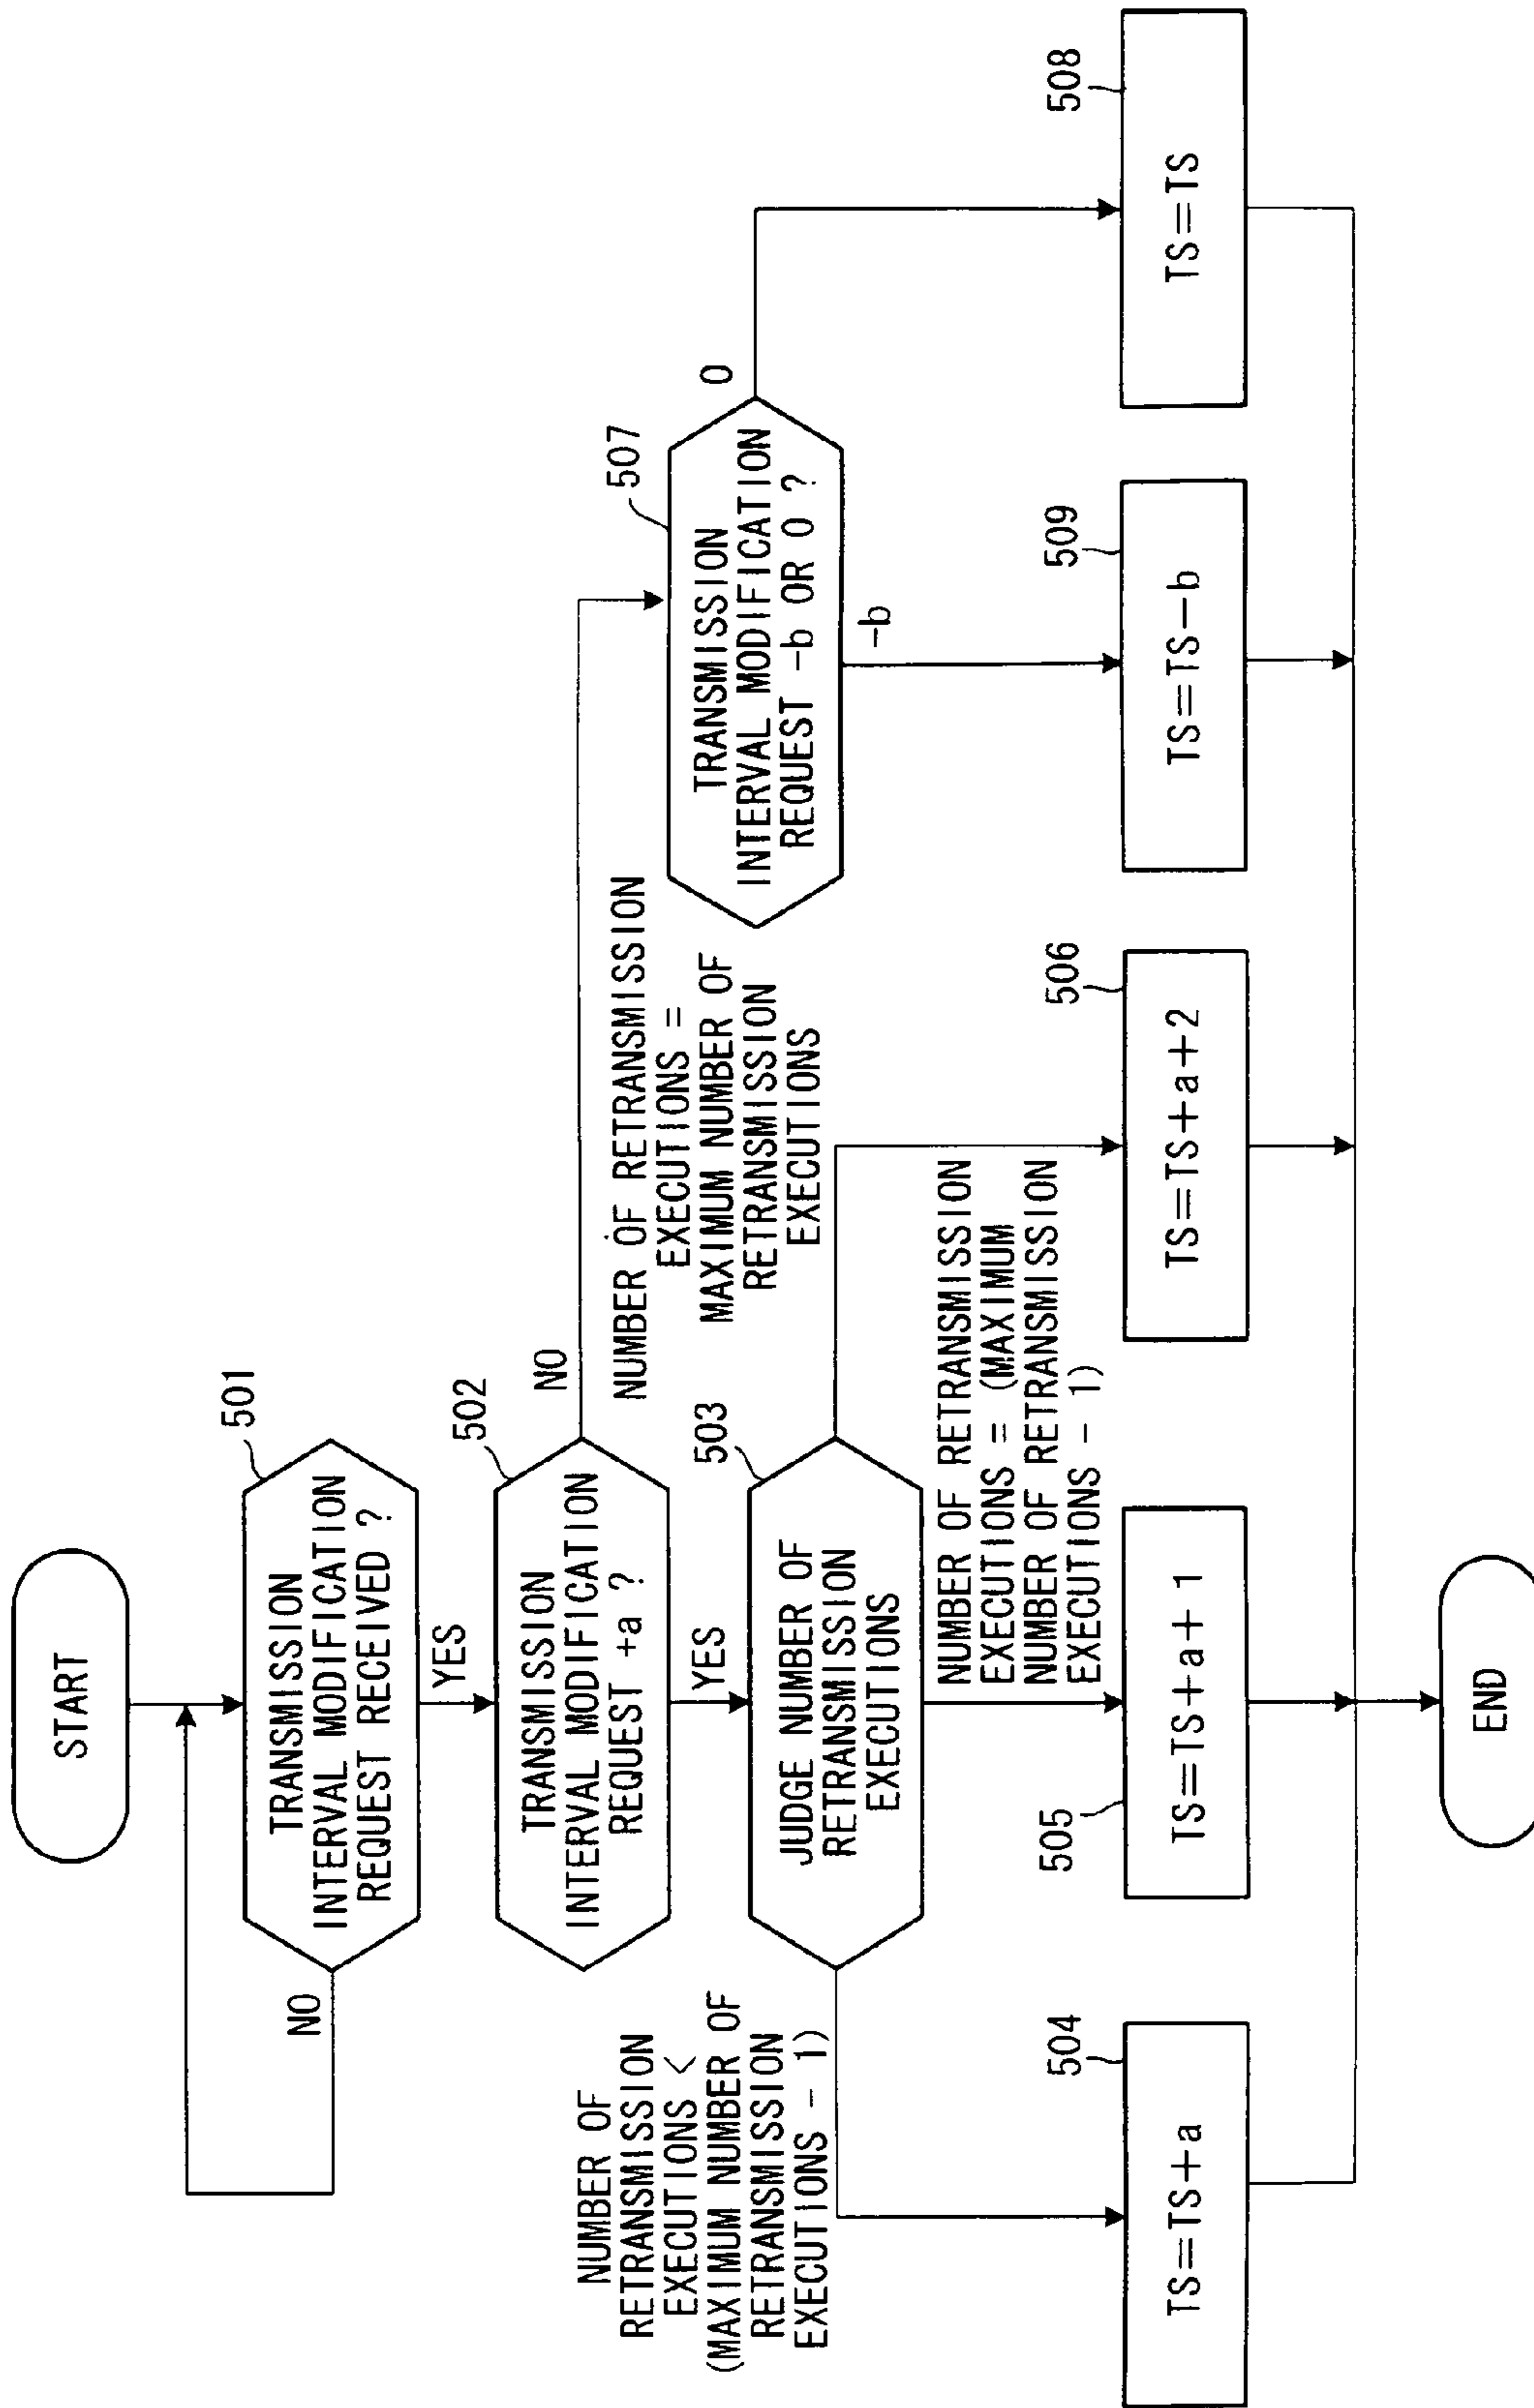 START
TRANSMISSION
INTERVAL MODIFICATION
REQUEST RECEIVED ?
501
NO
YES
TRANSMISSION
INTERVAL MODIFICATION
REQUEST +a ?
502
NO
YES
JUDGE NUMBER OF
RETRANSMISSION
EXECUTIONS
503
NUMBER OF
RETRANSMISSION
EXECUTIONS <
(MAXIMUM NUMBER OF
RETRANSMISSION
EXECUTIONS - 1)
NUMBER OF RETRANSMISSION
EXECUTIONS = (MAXIMUM
NUMBER OF RETRANSMISSION
EXECUTIONS - 1)
NUMBER OF RETRANSMISSION
EXECUTIONS =
MAXIMUM NUMBER OF
RETRANSMISSION
EXECUTIONS
TRANSMISSION
INTERVAL MODIFICATION
REQUEST -b OR 0 ?
507
0
-b
504
TS=TS+a
505
TS=TS+a+1
506
TS=TS+a+2
509
TS=TS-b
508
TS=TS
END